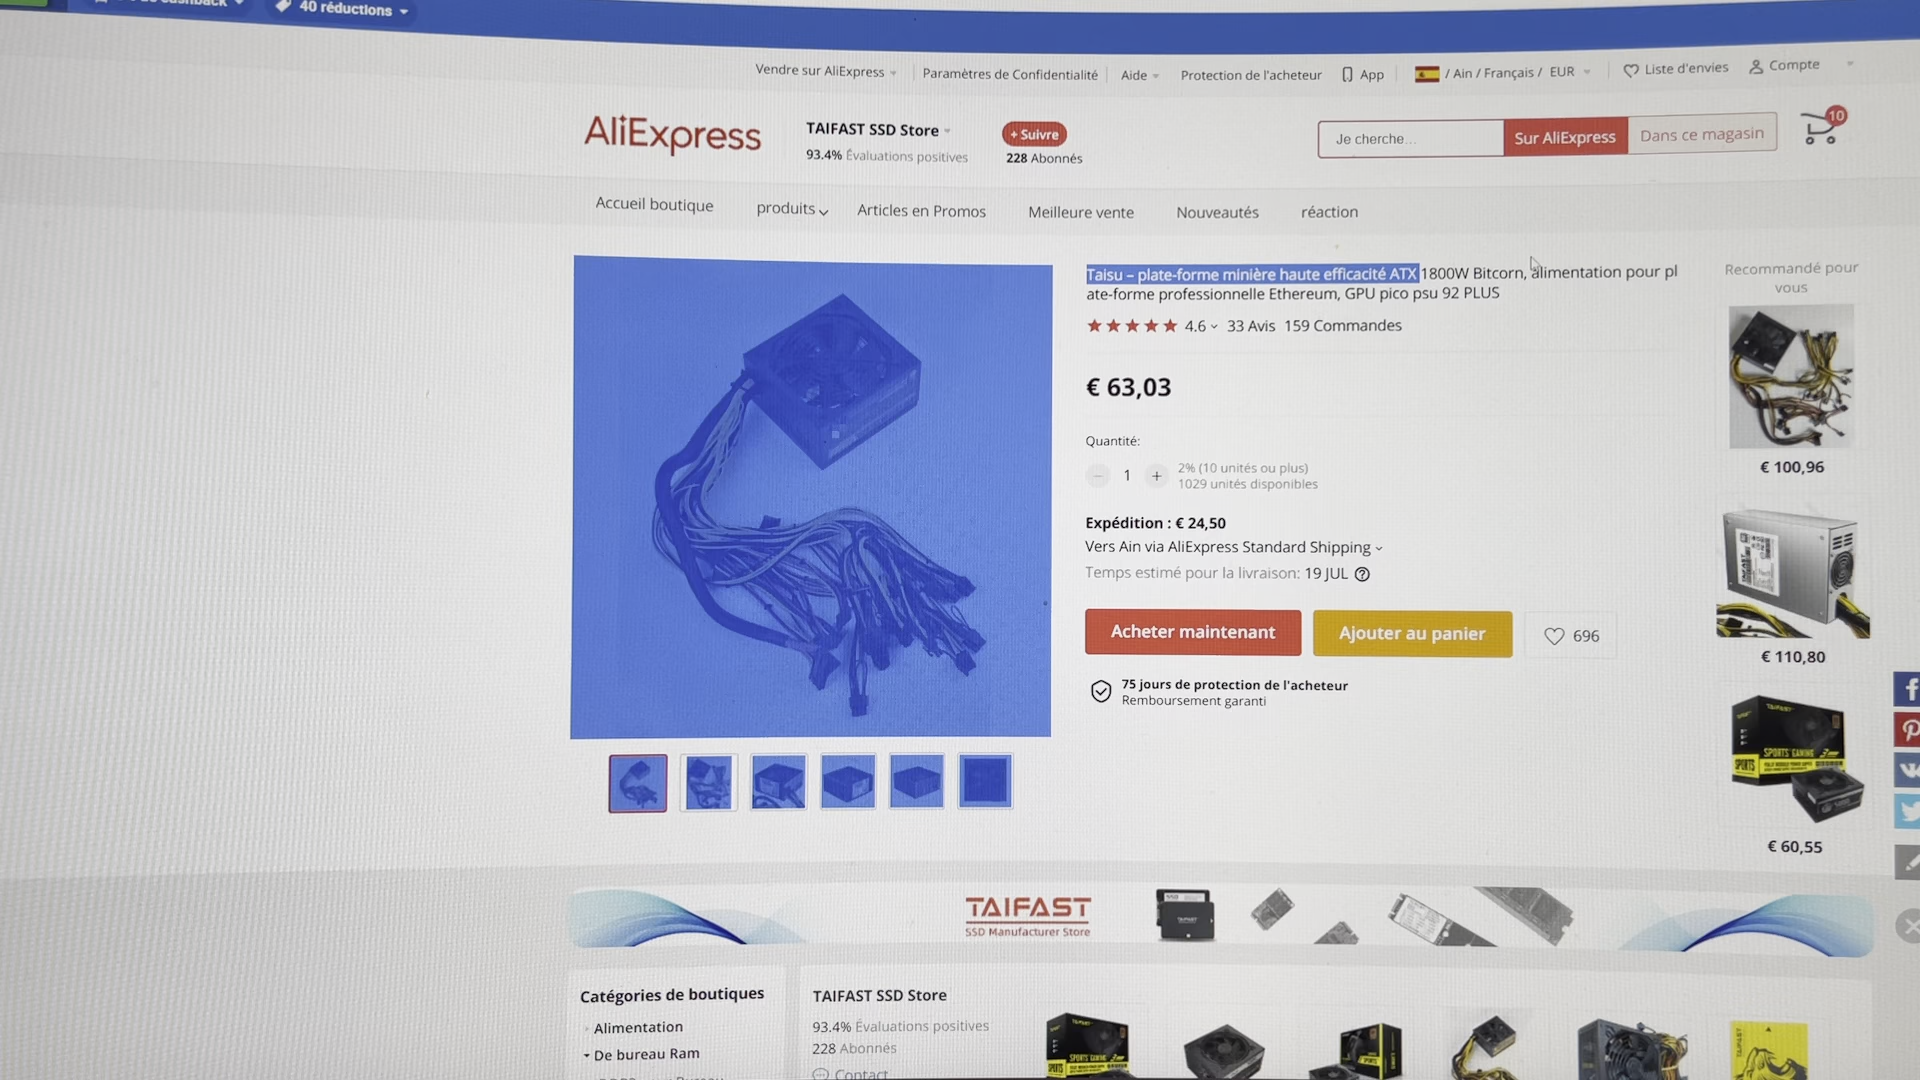 40 réductions
Vendre sur AliExpress
Paramètres de Confidentialité
Aide
Protection de l'acheteur
App
/ Ain / Français / EUR
Liste d'envies
Compte
AliExpress
TAIFAST SSD Store
93.4% Évaluations positives
+ Suivre
228 Abonnés
Je cherche...
Sur AliExpress
Dans ce magasin
10
Accueil boutique
produits
Articles en Promos
Meilleure vente
Nouveautés
réaction
Taisu – plate-forme minière haute efficacité ATX 1800W Bitcorn, alimentation pour pl
ate-forme professionnelle Ethereum, GPU pico psu 92 PLUS
4.6 33 Avis 159 Commandes
€ 63,03
Quantité:
1
2% (10 unités ou plus)
1029 unités disponibles
Expédition : € 24,50
Vers Ain via AliExpress Standard Shipping
Temps estimé pour la livraison: 19 JUL
Acheter maintenant
Ajouter au panier
696
75 jours de protection de l'acheteur
Remboursement garanti
Recommandé pour
vous
€ 100,96
€ 110,80
TAIFAST
SPORTS GAMING
SPORTS
€ 60,55
TAIFAST
SSD Manufacturer Store
Catégories de boutiques
Alimentation
De bureau Ram
TAIFAST SSD Store
93.4% Évaluations positives
228 Abonnés
Contact
SPORTS GAMING